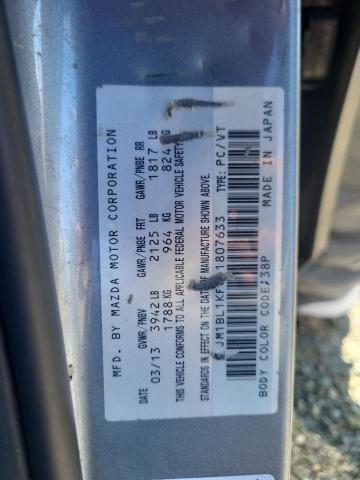 MFD. BY MAZDA MOTOR CORPORATION
DATE GVWR/PNBV GAWR/PNBE FRT GAWR/PNBE RR
03/13 3942 LB 2125 LB 1817 LB
1788 KG 964 KG 824
THIS VEHICLE CONFORMS TO ALL APPLICABLE FEDERAL MOTOR VEHICLE SAFETY
STANDARDS IN EFFECT ON THE DATE OF MANUFACTURE SHOWN ABOVE.
JM1BL1KF 1807633 TYPE: PC/VT
BODY COLOR CODE:38P MADE IN JAPAN